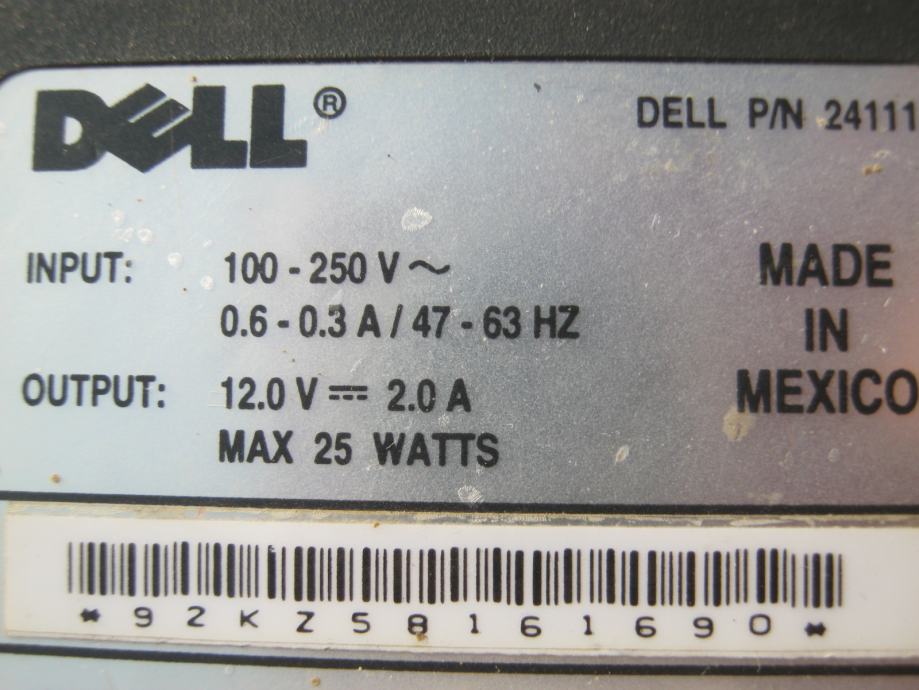 DELL®
DELL P/N 24111
INPUT: 100 - 250 V ~
0.6 - 0.3 A / 47 - 63 HZ
OUTPUT: 12.0 V ⎓ 2.0 A
MAX 25 WATTS
MADE
IN
MEXICO
*92KZ58161690*